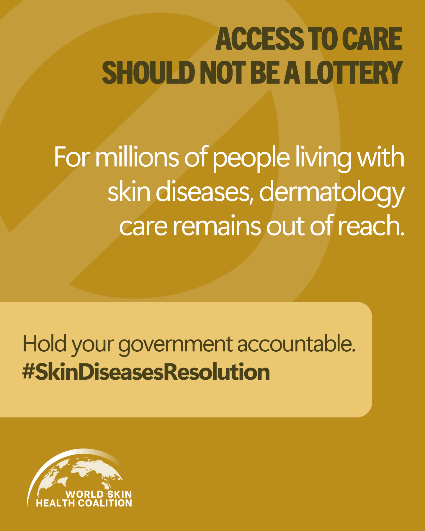 ACCESS TO CARE
SHOULD NOT BE A LOTTERY
For millions of people living with
skin diseases, dermatology
care remains out of reach.
Hold your government accountable.
#SkinDiseasesResolution
WORLD SKIN
HEALTH COALITION